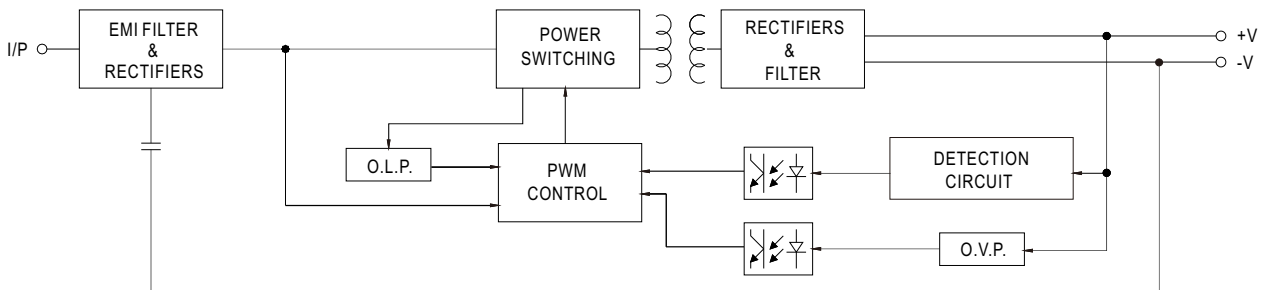 I/P
EMI FILTER
&
RECTIFIERS
POWER
SWITCHING
RECTIFIERS
&
FILTER
+V
-V
O.L.P.
PWM
CONTROL
DETECTION
CIRCUIT
O.V.P.